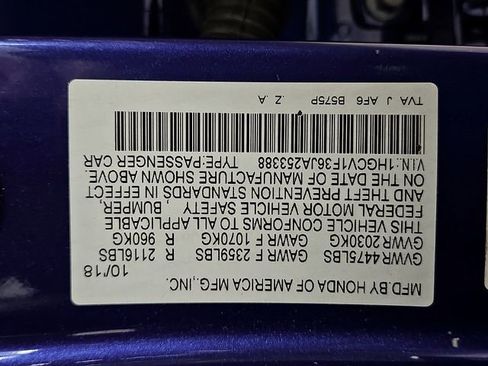 MFD.BY HONDA OF AMERICA MFG.,INC.
10/18
GVWR 4475LBS GAWR F 2359LBS R 2116LBS
GVWR 2030KG GAWR F 1070KG R 960KG
THIS VEHICLE CONFORMS TO ALL APPLICABLE
FEDERAL MOTOR VEHICLE SAFETY , BUMPER,
AND THEFT PREVENTION STANDARDS IN EFFECT
ON THE DATE OF MANUFACTURE SHOWN ABOVE.
V.I.N.:1HGCV1F36JA253388 TYPE:PASSENGER CAR
Z .A
TVA J AF6 B575P